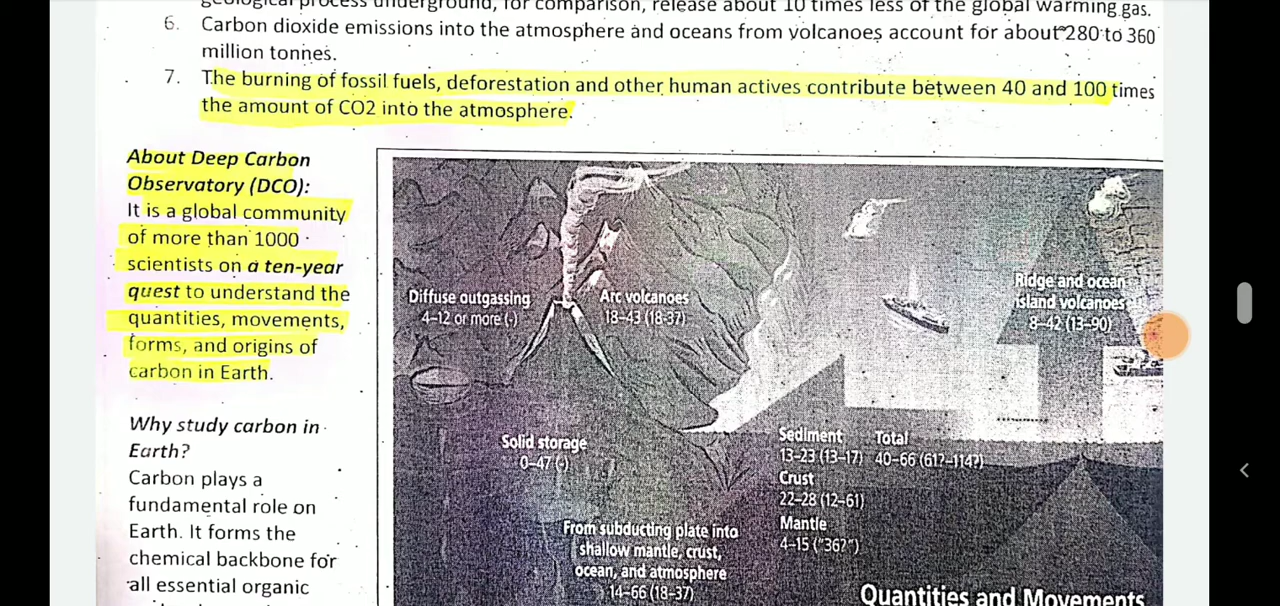 geological process underground, for comparison, release about 10 times less of the global warming gas.
6. Carbon dioxide emissions into the atmosphere and oceans from volcanoes account for about 280 to 360
million tonnes.
7. The burning of fossil fuels, deforestation and other human actives contribute between 40 and 100 times
the amount of CO2 into the atmosphere.
About Deep Carbon
Observatory (DCO):
It is a global community
of more than 1000
scientists on a ten-year
quest to understand the
quantities, movements,
forms, and origins of
carbon in Earth.
Why study carbon in
Earth?
Carbon plays a
fundamental role on
Earth. It forms the
chemical backbone for
all essential organic
Diffuse outgassing
4–12 or more (-)
Arc volcanoes
18–43 (18-37)
Ridge and ocean
island volcanoes
8–42 (13–90)
Solid storage
0–47 (-)
Sediment
13–23 (13–17)
Total
40–66 (61?–114?)
Crust
22–28 (12–61)
Mantle
4–15 ("36?")
From subducting plate into
shallow mantle, crust,
ocean, and atmosphere
14–66 (18-37)
Quantities and Movements